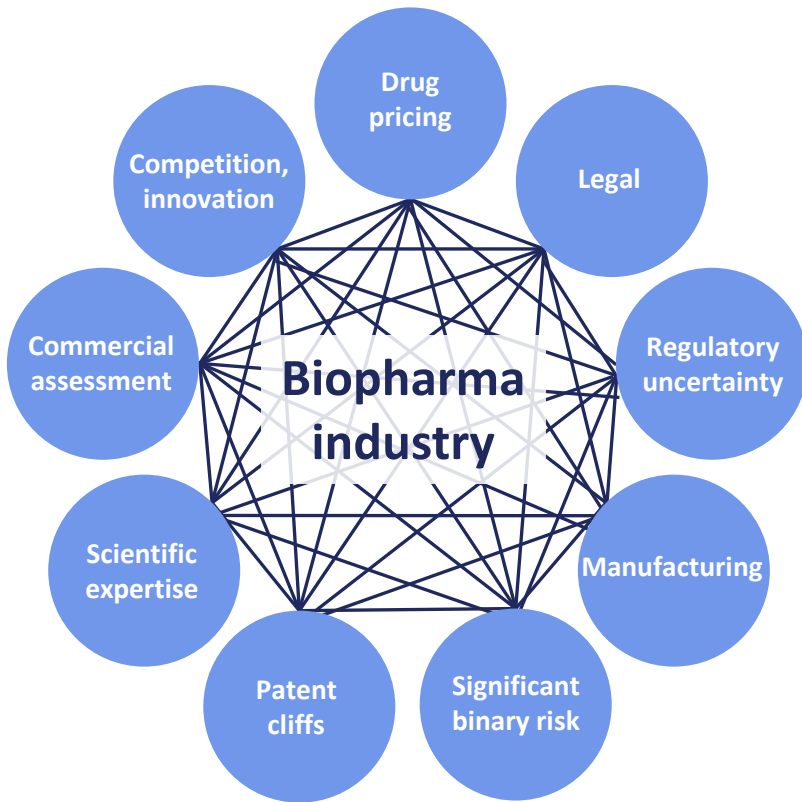 Drug
pricing
Legal
Regulatory
uncertainty
Manufacturing
Significant
binary risk
Patent
cliffs
Scientific
expertise
Commercial
assessment
Competition,
innovation
Biopharma
industry